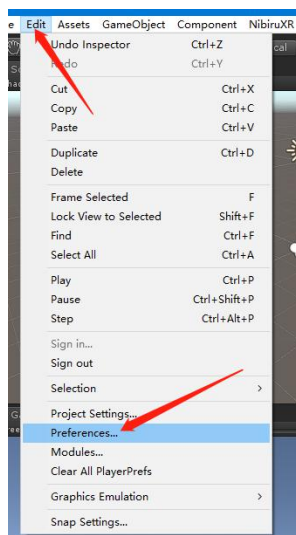 e Edit Assets GameObject Component NibiruXR
Undo Inspector Ctrl+Z
Ctrl+Y
Cut Ctrl+X
Copy Ctrl+C
Paste Ctrl+V
Duplicate Ctrl+D
Delete
Frame Selected F
Lock View to Selected Shift+F
Find Ctrl+F
Select All Ctrl+A
Play Ctrl+P
Pause Ctrl+Shift+P
Step Ctrl+Alt+P
Sign in...
Sign out
Selection >
Project Settings...
Preferences...
Modules...
Clear All PlayerPrefs
Graphics Emulation >
Snap Settings...